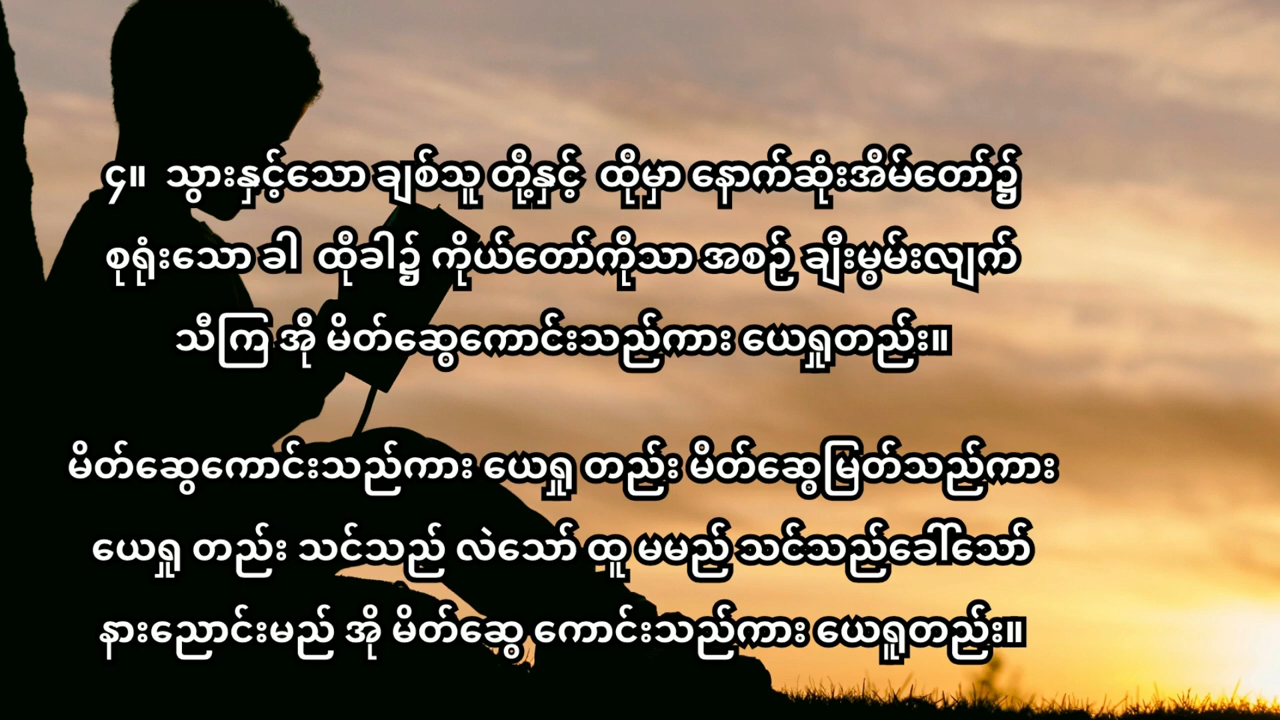 ၄။ သွားနှင့်သော ချစ်သူ တို့နှင့် ထိုမှာ နောက်ဆုံးအိမ်တော်၌
စုရုံးသော ခါ ထိုခါ၌ ကိုယ်တော်ကိုသာ အစဉ် ချီးမွမ်းလျက်
သီကြ အို မိတ်ဆွေကောင်းသည်ကား ယေရှုတည်း။
မိတ်ဆွေကောင်းသည်ကား ယေရှု တည်း မိတ်ဆွေမြတ်သည်ကား
ယေရှု တည်း သင်သည် လဲသော် ထူ မမည် သင်သည်ခေါ်သော်
နားညောင်းမည် အို မိတ်ဆွေ ကောင်းသည်ကား ယေရူတည်း။